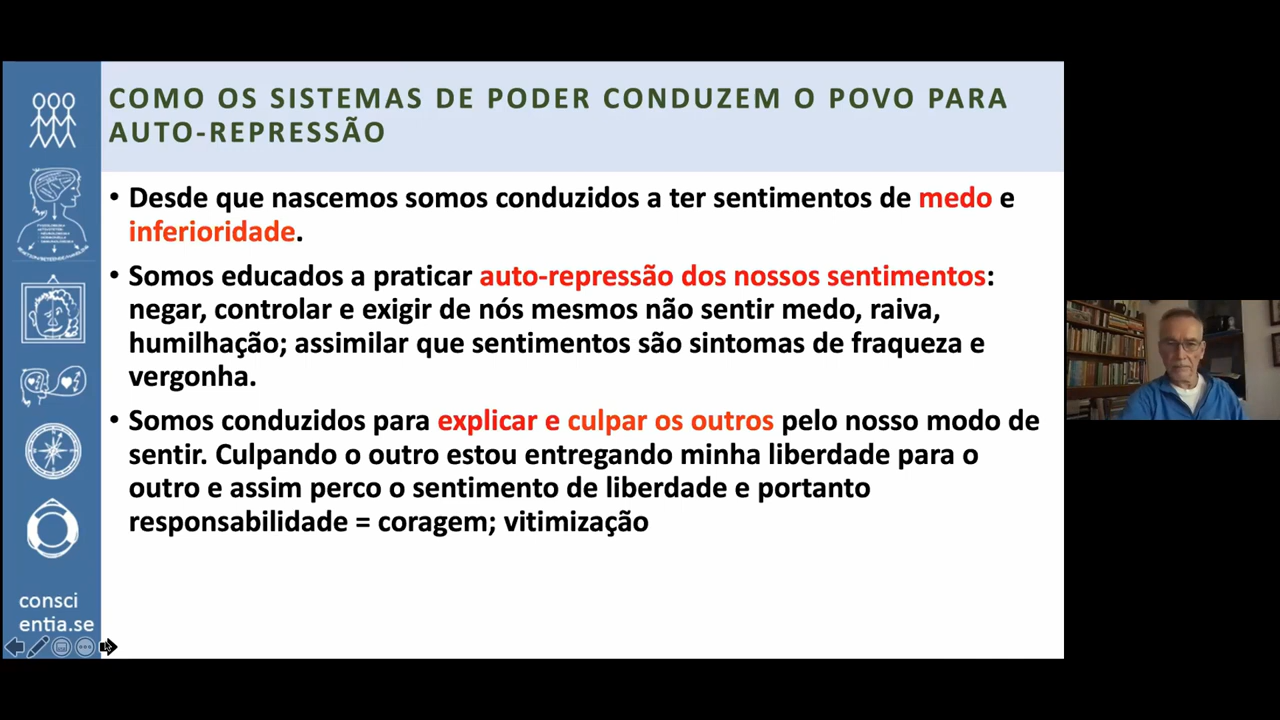 COMO OS SISTEMAS DE PODER CONDUZEM O POVO PARA
AUTO-REPRESSÃO
• Desde que nascemos somos conduzidos a ter sentimentos de medo e
inferioridade.
• Somos educados a praticar auto-repressão dos nossos sentimentos:
negar, controlar e exigir de nós mesmos não sentir medo, raiva,
humilhação; assimilar que sentimentos são sintomas de fraqueza e
vergonha.
• Somos conduzidos para explicar e culpar os outros pelo nosso modo de
sentir. Culpando o outro estou entregando minha liberdade para o
outro e assim perco o sentimento de liberdade e portanto
responsabilidade = coragem; vitimização
consci
entia.se